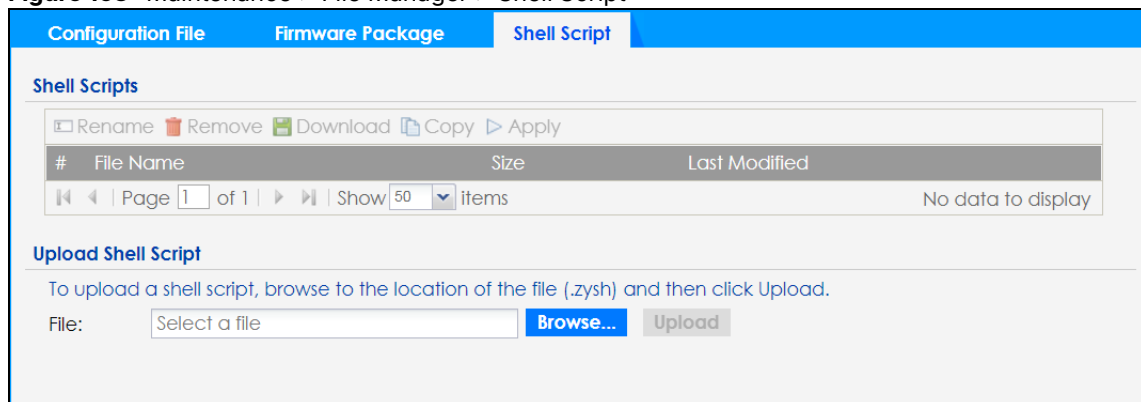 Configuration File Firmware Package Shell Script
Shell Scripts
Rename Remove Download Copy Apply
# File Name Size Last Modified
Page 1 of 1 Show 50 items No data to display
Upload Shell Script
To upload a shell script, browse to the location of the file (.zysh) and then click Upload.
File: Select a file Browse... Upload